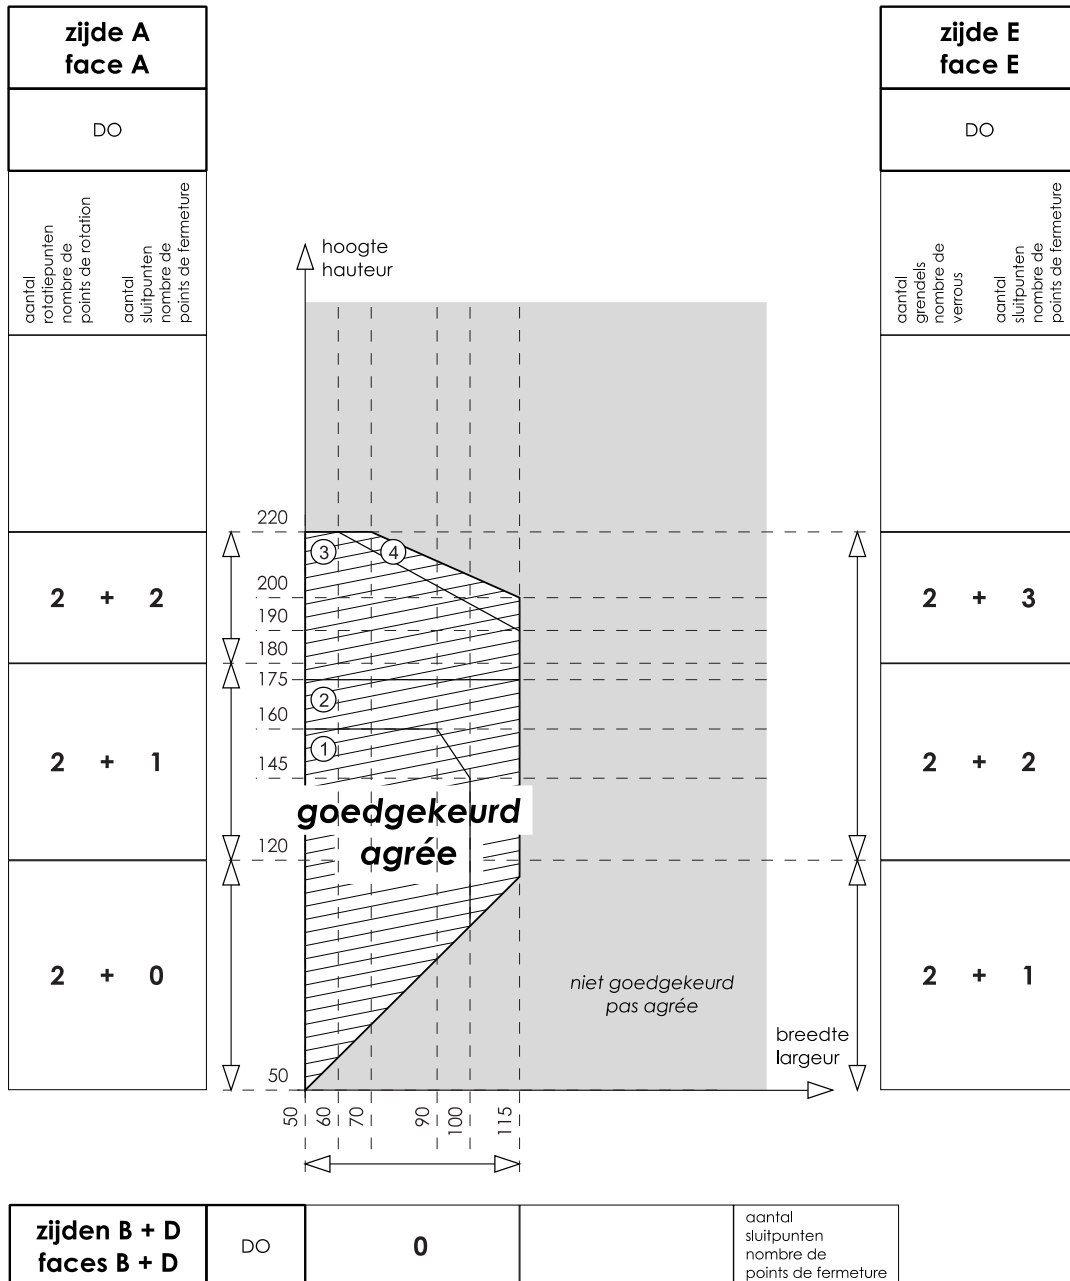 zijde A
face A
DO
aantal
rotatiepunten
nombre de
points de rotation
aantal
sluitpunten
nombre de
points de fermeture
2 + 2
2 + 1
2 + 0
hoogte
hauteur
220
200
190
180
175
160
145
120
50
3
4
2
1
goedgekeurd
agrée
niet goedgekeurd
pas agrée
breedte
largeur
50
60
70
90
100
115
zijde E
face E
DO
aantal
grendels
nombre de
verrous
aantal
sluitpunten
nombre de
points de fermeture
2 + 3
2 + 2
2 + 1
zijden B + D
faces B + D
DO
0
aantal
sluitpunten
nombre de
points de fermeture